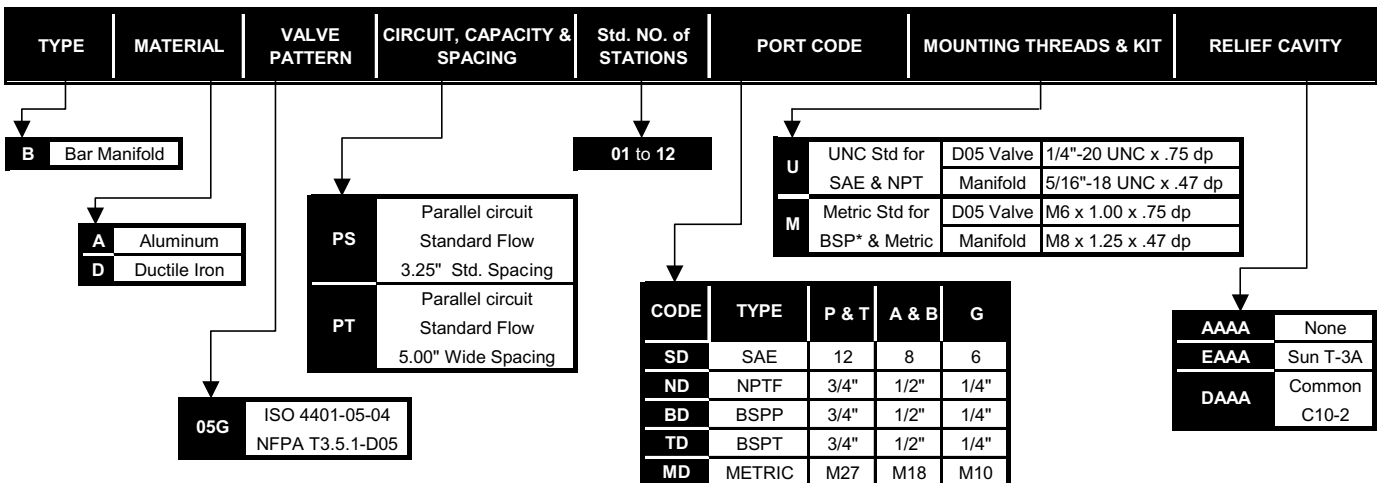 TYPE
MATERIAL
VALVE
PATTERN
CIRCUIT, CAPACITY &
SPACING
Std. NO. of
STATIONS
PORT CODE
MOUNTING THREADS & KIT
RELIEF CAVITY
B Bar Manifold
A Aluminum
D Ductile Iron
05G
ISO 4401-05-04
NFPA T3.5.1-D05
PS
Parallel circuit
Standard Flow
3.25" Std. Spacing
PT
Parallel circuit
Standard Flow
5.00" Wide Spacing
01 to 12
CODE TYPE P & T A & B G
SD SAE 12 8 6
ND NPTF 3/4" 1/2" 1/4"
BD BSPP 3/4" 1/2" 1/4"
TD BSPT 3/4" 1/2" 1/4"
MD METRIC M27 M18 M10
U
UNC Std for D05 Valve 1/4"-20 UNC x .75 dp
SAE & NPT Manifold 5/16"-18 UNC x .47 dp
M
Metric Std for D05 Valve M6 x 1.00 x .75 dp
BSP* & Metric Manifold M8 x 1.25 x .47 dp
AAAA None
EAAA Sun T-3A
DAAA
Common
C10-2